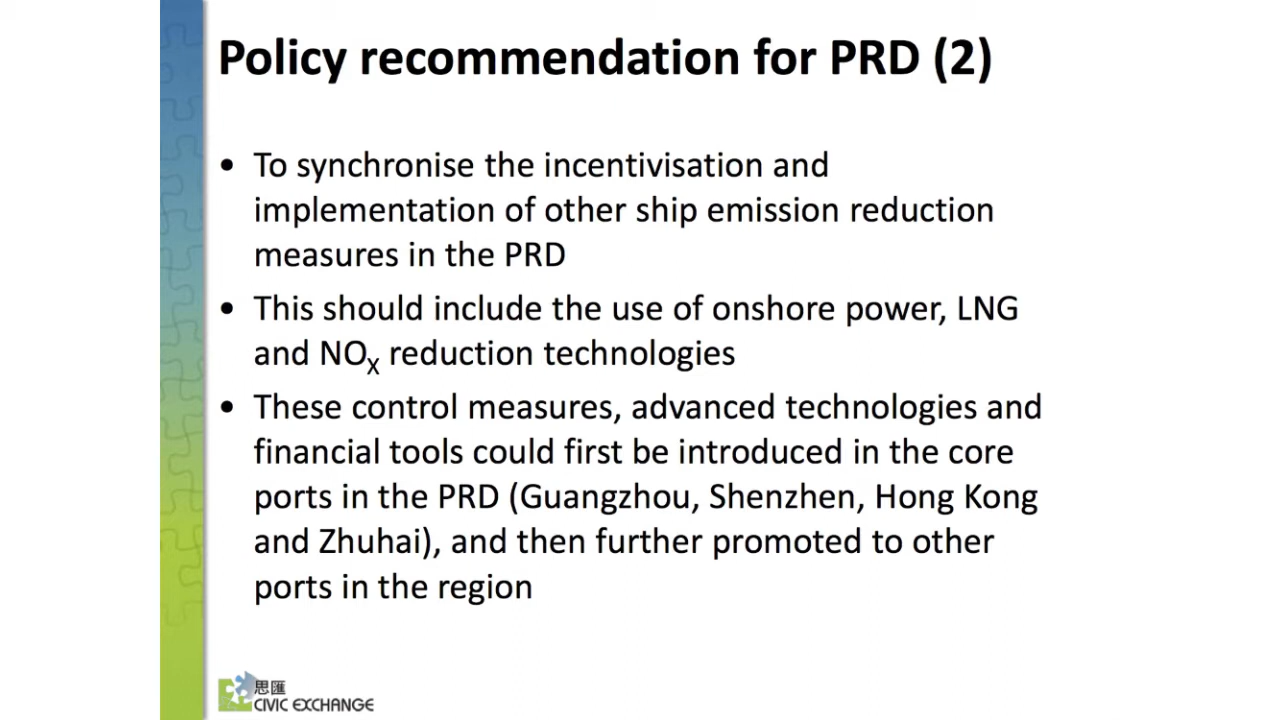 Policy recommendation for PRD (2)
• To synchronise the incentivisation and
implementation of other ship emission reduction
measures in the PRD
• This should include the use of onshore power, LNG
and NOX reduction technologies
• These control measures, advanced technologies and
financial tools could first be introduced in the core
ports in the PRD (Guangzhou, Shenzhen, Hong Kong
and Zhuhai), and then further promoted to other
ports in the region
思匯
CIVIC EXCHANGE